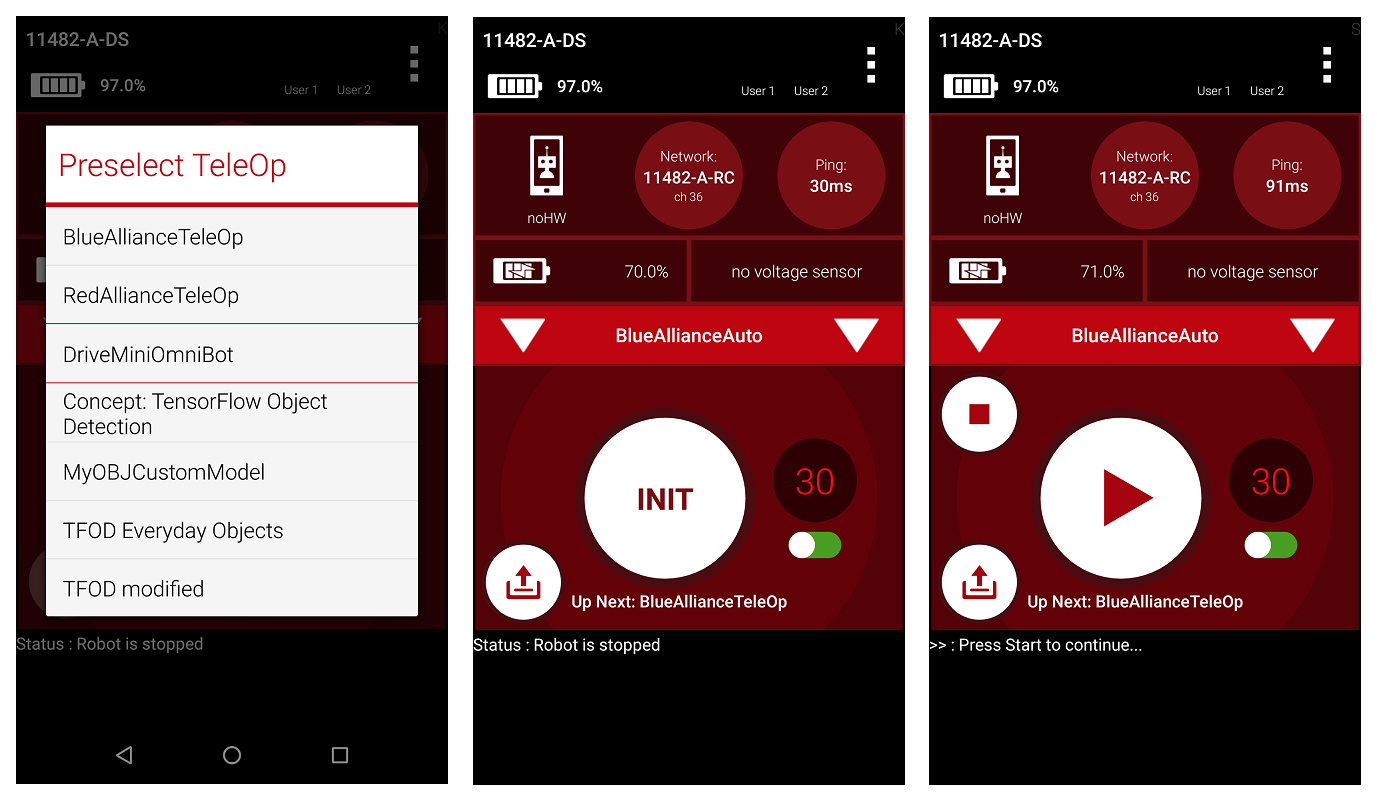 11482-A-DS
K
97.0%
User 1 User 2
Preselect TeleOp
BlueAllianceTeleOp
RedAllianceTeleOp
DriveMiniOmniBot
Concept: TensorFlow Object
Detection
MyOBJCustomModel
TFOD Everyday Objects
TFOD modified
Status : Robot is stopped
11482-A-DS
K
97.0%
User 1 User 2
noHW
Network:
11482-A-RC
ch 36
Ping:
30ms
70.0%
no voltage sensor
BlueAllianceAuto
INIT
30
Up Next: BlueAllianceTeleOp
Status : Robot is stopped
11482-A-DS
S
97.0%
User 1 User 2
noHW
Network:
11482-A-RC
ch 36
Ping:
91ms
71.0%
no voltage sensor
BlueAllianceAuto
30
Up Next: BlueAllianceTeleOp
>> : Press Start to continue...